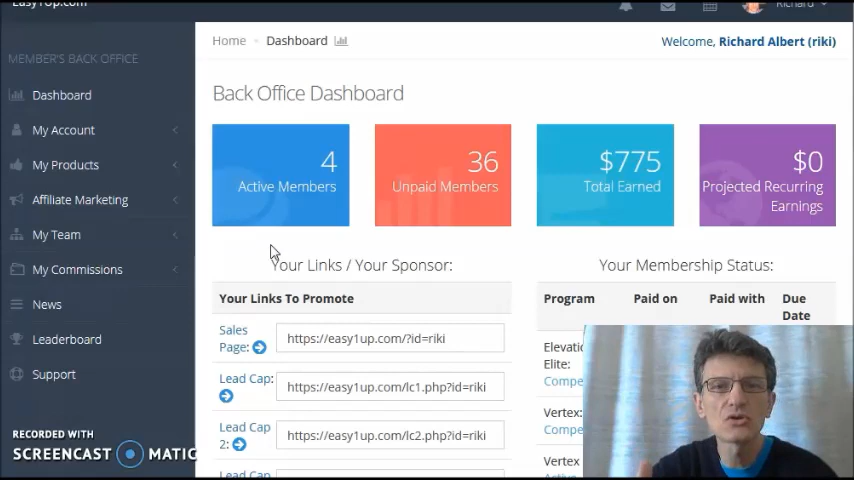 Easy1Up.com
Richard
MEMBER'S BACK OFFICE
Dashboard
My Account
My Products
Affiliate Marketing
My Team
My Commissions
News
Leaderboard
Support
RECORDED WITH
SCREENCAST MATIC
Home Dashboard
Welcome, Richard Albert (riki)
Back Office Dashboard
4
Active Members
36
Unpaid Members
$775
Total Earned
$0
Projected Recurring
Earnings
Your Links / Your Sponsor:
Your Links To Promote
Sales
Page:
https://easy1up.com/?id=riki
Lead Cap:
https://easy1up.com/lc1.php?id=riki
Lead Cap
2:
https://easy1up.com/lc2.php?id=riki
Lead Cap
Your Membership Status:
Program Paid on Paid with Due
Date
Elevatio
Elite:
Compe
Vertex:
Compe
Vertex
Active